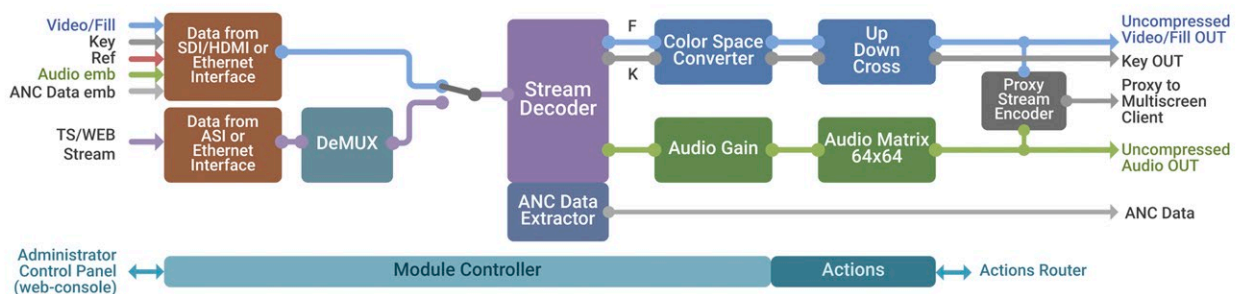 Video/Fill
Key
Ref
Audio emb
ANC Data emb
TS/WEB
Stream
Data from
SDI/HDMI or
Ethernet
Interface
Data from
ASI or
Ethernet
Interface
DeMUX
Stream
Decoder
ANC Data
Extractor
F
K
Color Space
Converter
Up
Down
Cross
Audio Gain
Audio Matrix
64x64
Proxy
Stream
Encoder
Uncompressed
Video/Fill OUT
Key OUT
Proxy to
Multiscreen
Client
Uncompressed
Audio OUT
ANC Data
Administrator
Control Panel
(web-console)
Module Controller
Actions
Actions Router